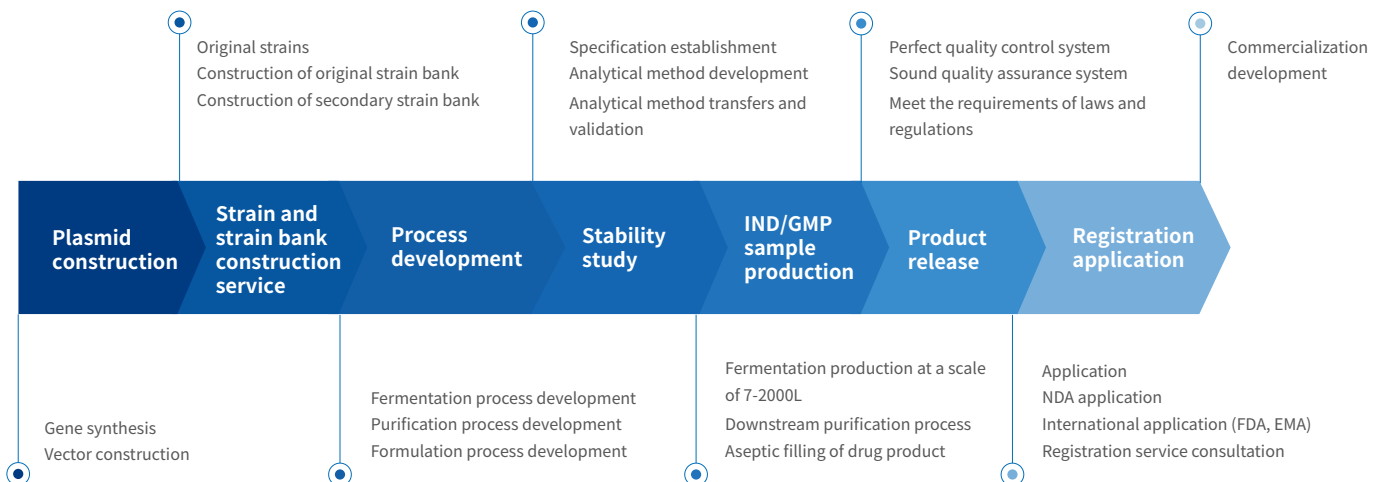 Original strains
Construction of original strain bank
Construction of secondary strain bank
Specification establishment
Analytical method development
Analytical method transfers and
validation
Perfect quality control system
Sound quality assurance system
Meet the requirements of laws and
regulations
Commercialization
development
Plasmid
construction
Strain and
strain bank
construction
service
Process
development
Stability
study
IND/GMP
sample
production
Product
release
Registration
application
Gene synthesis
Vector construction
Fermentation process development
Purification process development
Formulation process development
Fermentation production at a scale
of 7-2000L
Downstream purification process
Aseptic filling of drug product
Application
NDA application
International application (FDA, EMA)
Registration service consultation